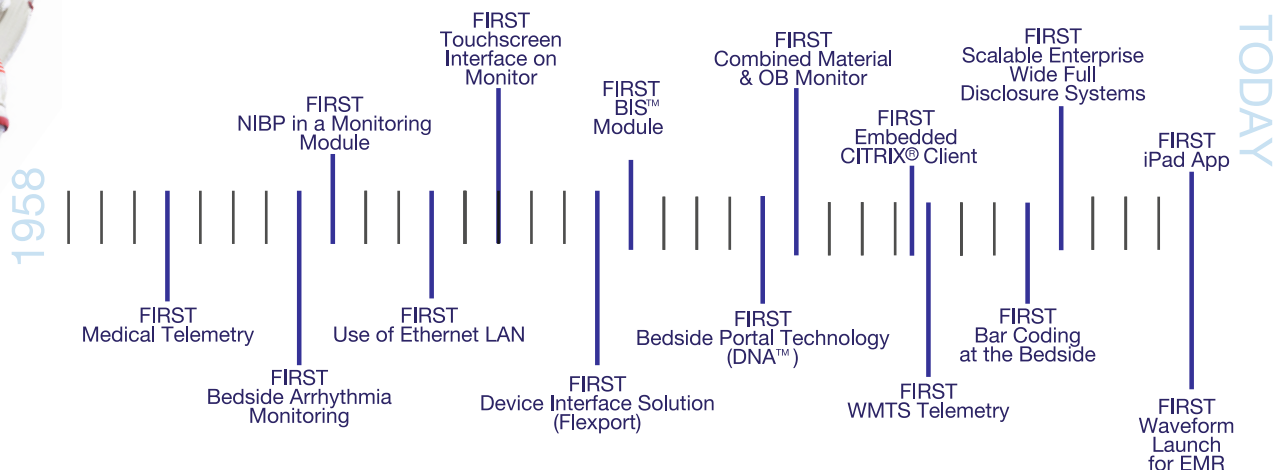 1958
FIRST
Medical Telemetry
FIRST
Bedside Arrhythmia
Monitoring
FIRST
NIBP in a Monitoring
Module
FIRST
Use of Ethernet LAN
FIRST
Touchscreen
Interface on
Monitor
FIRST
Device Interface Solution
(Flexport)
FIRST
BIS™
Module
FIRST
Bedside Portal Technology
(DNA™)
FIRST
Combined Material
& OB Monitor
FIRST
Embedded
CITRIX® Client
FIRST
WMTS Telemetry
FIRST
Bar Coding
at the Bedside
FIRST
Scalable Enterprise
Wide Full
Disclosure Systems
FIRST
iPad App
FIRST
Waveform
Launch
for EMR
TODAY